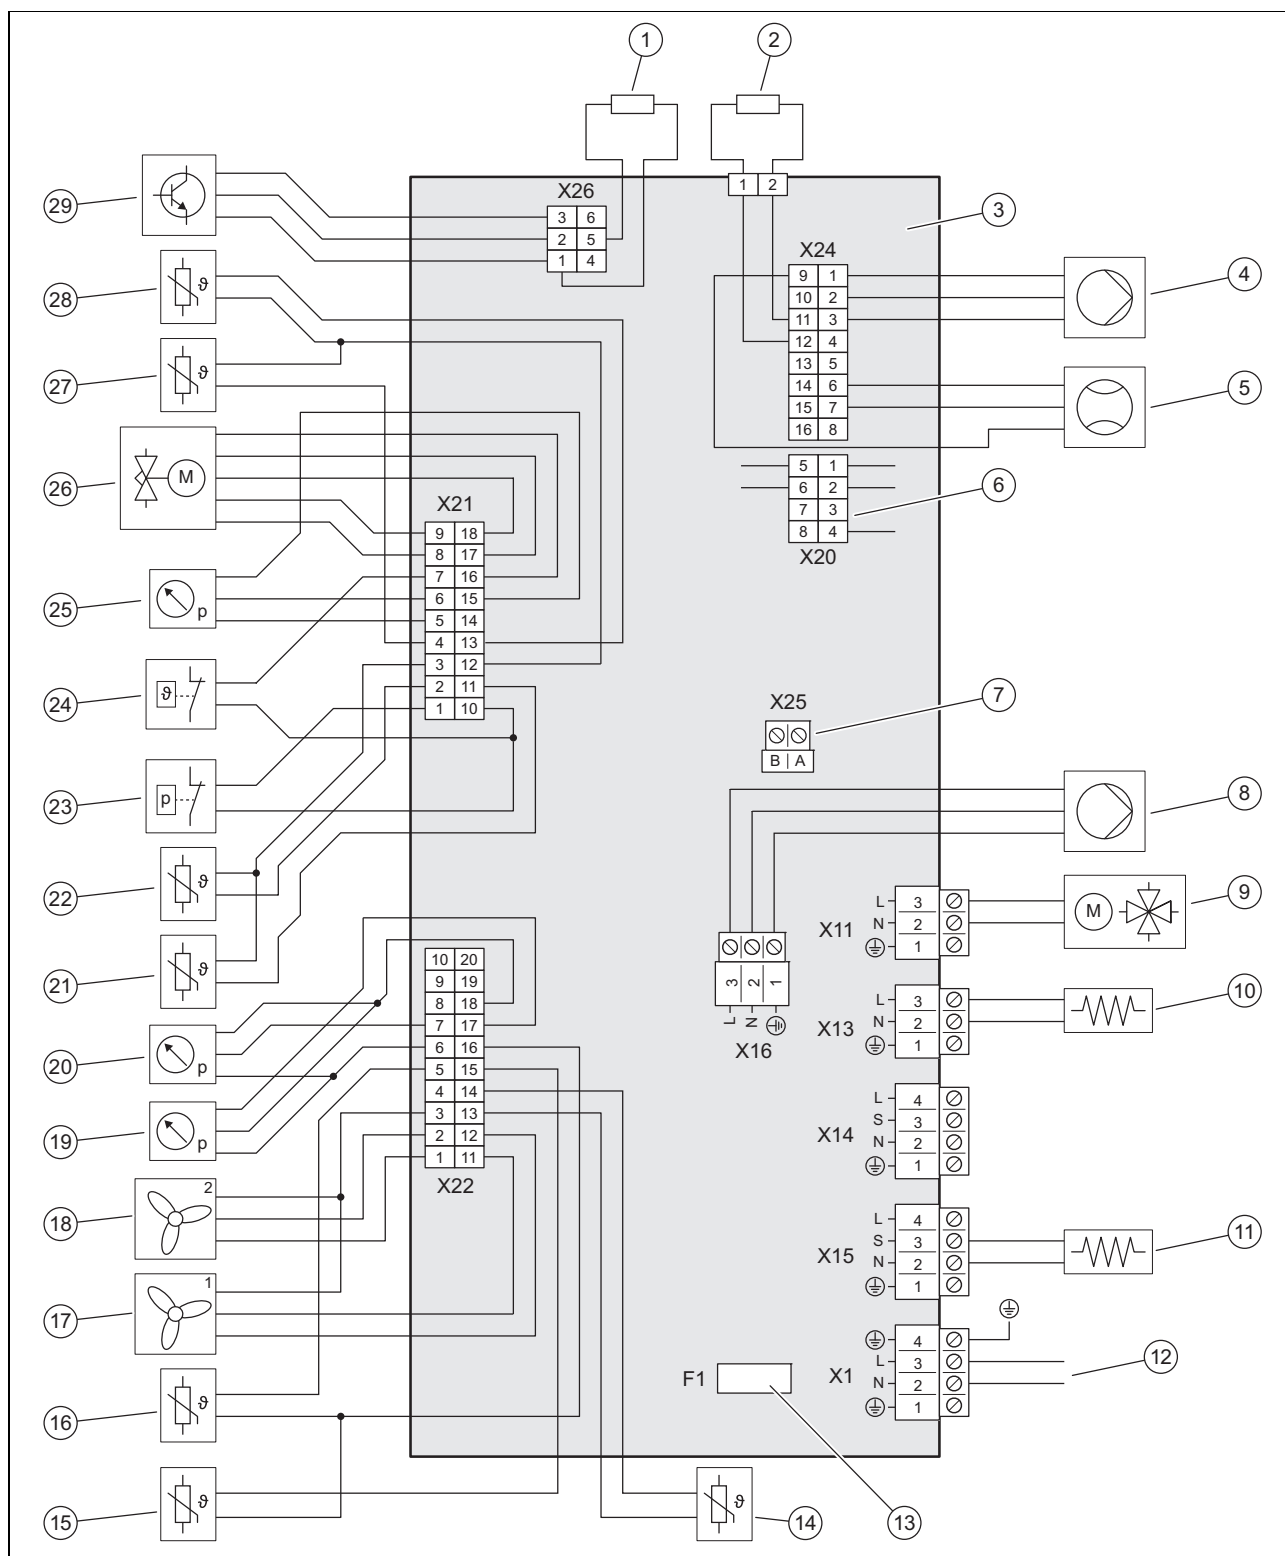 1
2
3
4
5
6
7
8
9
10
11
12
13
14
15
16
17
18
19
20
21
22
23
24
25
26
27
28
29
X26
3 6
2 5
1 4
1 2
X24
9 1
10 2
11 3
12 4
13 5
14 6
15 7
16 8
5 1
6 2
7 3
8 4
X20
ϑ
ϑ
M
X21
9 18
8 17
7 16
6 15
5 14
4 13
3 12
2 11
1 10
p
ϑ
p
X25
B A
ϑ
ϑ
X11
L 3
N 2
1
M
3 2 1
L N
X16
X13
L 3
N 2
1
10 20
9 19
8 18
7 17
6 16
5 15
4 14
3 13
2 12
1 11
X22
p
p
X14
L 4
S 3
N 2
1
2
1
X15
L 4
S 3
N 2
1
X1
4
L 3
N 2
1
F1
ϑ
ϑ
ϑ